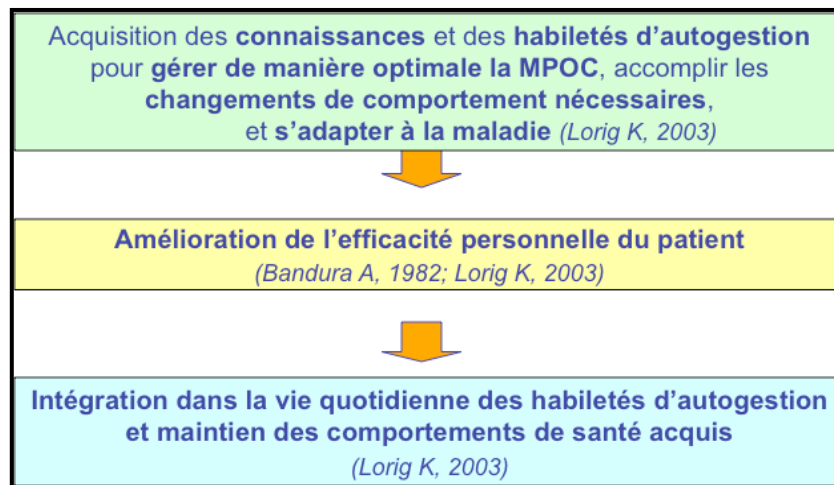 Acquisition des connaissances et des habiletés d'autogestion
pour gérer de manière optimale la MPOC, accomplir les
changements de comportement nécessaires,
et s'adapter à la maladie (Lorig K, 2003)
Amélioration de l'efficacité personnelle du patient
(Bandura A, 1982; Lorig K, 2003)
Intégration dans la vie quotidienne des habiletés d'autogestion
et maintien des comportements de santé acquis
(Lorig K, 2003)